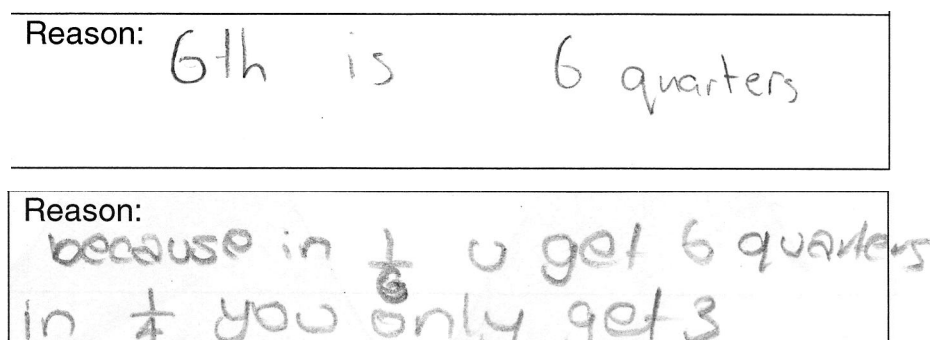 Reason:
6th is 6 quarters
Reason:
because in 1/6 u get 6 quarters
in 1/4 you only get 3